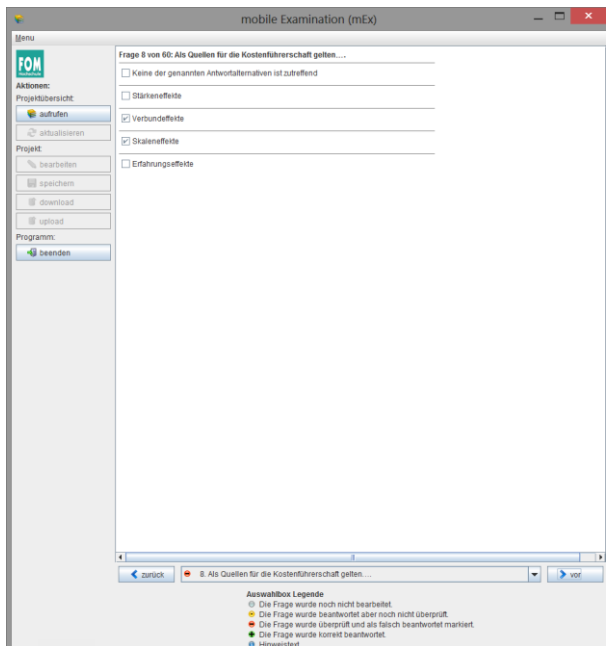 mobile Examination (mEx)
Menu
FOM
Hochschule
Aktionen:
Projektübersicht:
aufrufen
aktualisieren
Projekt:
bearbeiten
speichern
download
upload
Programm:
beenden
Frage 8 von 60: Als Quellen für die Kostenführerschaft gelten....
Keine der genannten Antwortalternativen ist zutreffend
Stärkeneffekte
Verbundeffekte
Skaleneffekte
Erfahrungseffekte
zurück
8. Als Quellen für die Kostenführerschaft gelten....
vor
Auswahlbox Legende
Die Frage wurde noch nicht bearbeitet.
Die Frage wurde beantwortet aber noch nicht überprüft.
Die Frage wurde überprüft und als falsch beantwortet markiert.
Die Frage wurde korrekt beantwortet.
Hinweistext